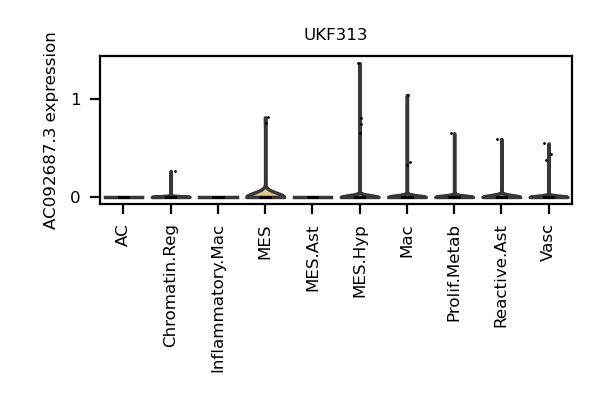 UKF313
AC092687.3 expression
1
0
AC
Chromatin.Reg
Inflammatory.Mac
MES
MES.Ast
MES.Hyp
Mac
Prolif.Metab
Reactive.Ast
Vasc